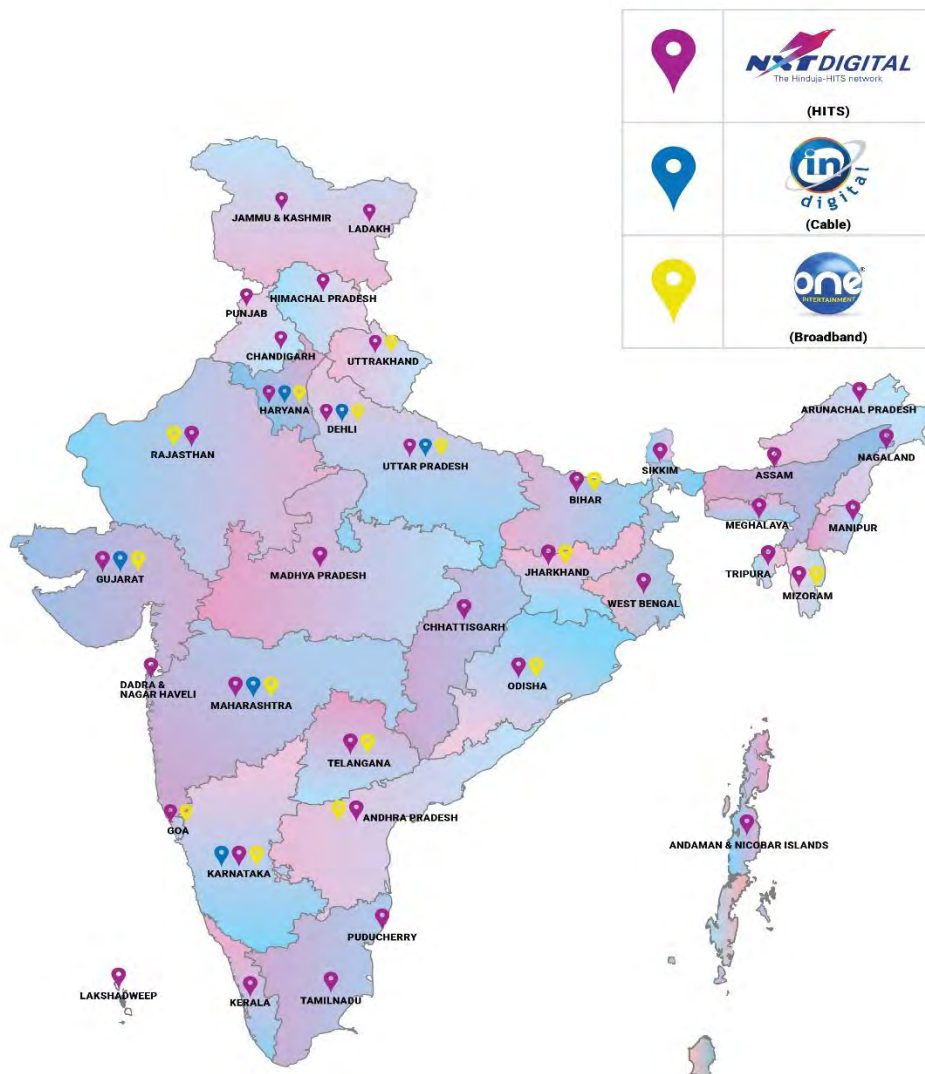 NXTDIGITAL
The Hinduja-HITS network
(HITS)
in
digital
(Cable)
one
ENTERTAINMENT
(Broadband)
JAMMU & KASHMIR
LADAKH
HIMACHAL PRADESH
PUNJAB
CHANDIGARH
UTTRAKHAND
HARYANA
DEHLI
RAJASTHAN
UTTAR PRADESH
BIHAR
SIKKIM
ARUNACHAL PRADESH
NAGALAND
ASSAM
MEGHALAYA
MANIPUR
TRIPURA
MIZORAM
GUJARAT
MADHYA PRADESH
JHARKHAND
WEST BENGAL
CHHATTISGARH
DADRA &
NAGAR HAVELI
MAHARASHTRA
ODISHA
TELANGANA
GOA
ANDHRA PRADESH
ANDAMAN & NICOBAR ISLANDS
KARNATAKA
PUDUCHERRY
LAKSHADWEEP
KERALA
TAMILNADU